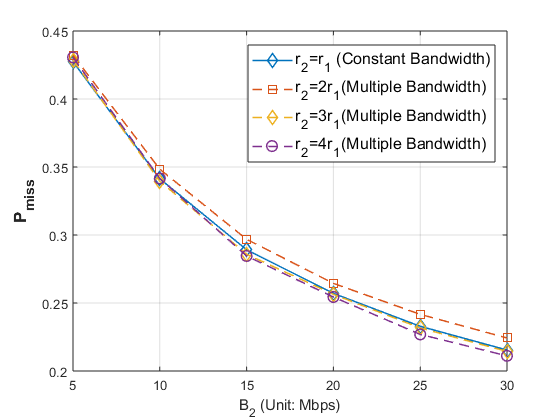 0.45
0.4
0.35
0.3
0.25
0.2
5
10
15
20
25
30
P_miss
B_2 (Unit: Mbps)
r_2=r_1 (Constant Bandwidth)
r_2=2r_1(Multiple Bandwidth)
r_2=3r_1(Multiple Bandwidth)
r_2=4r_1(Multiple Bandwidth)